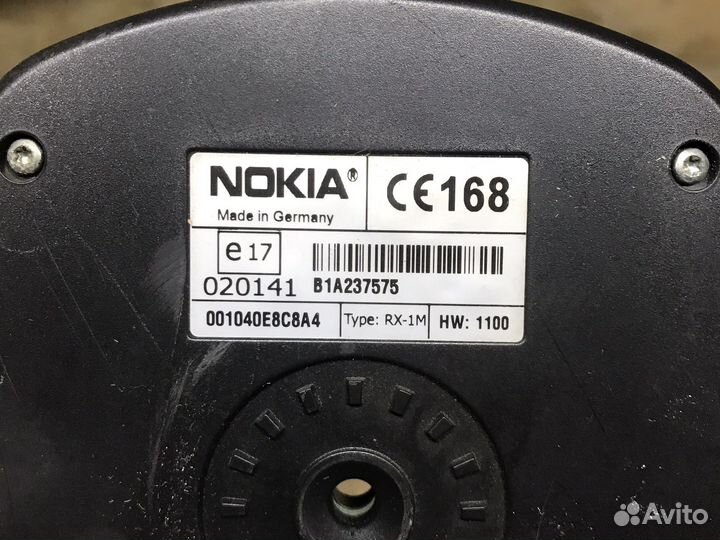 NOKIA®
CE168
Made in Germany
e17
020141
B1A237575
001040E8C8A4
Type: RX-1M
HW: 1100
Avito